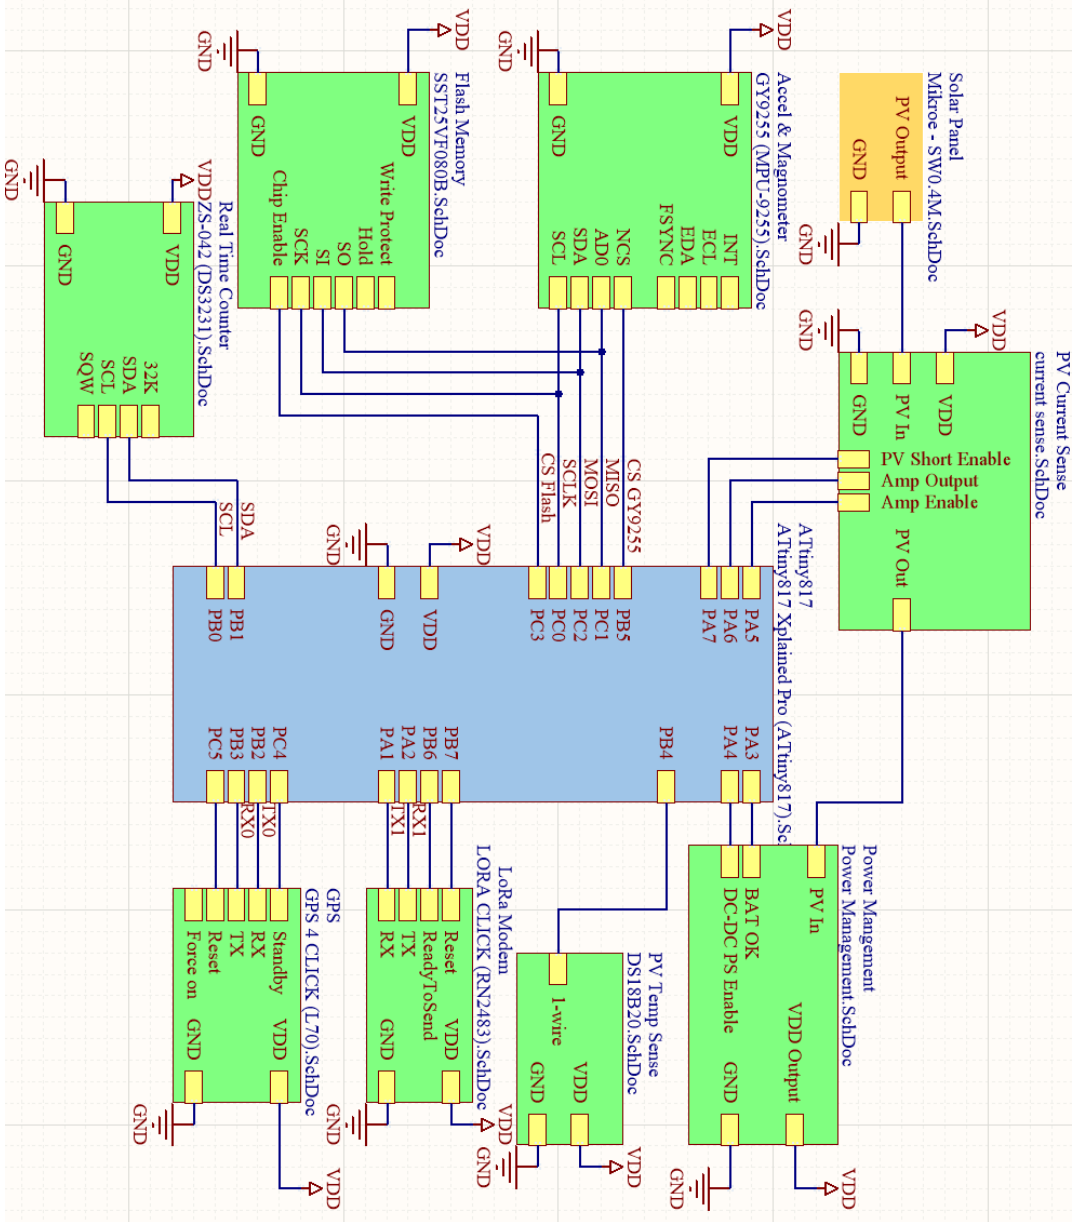 Solar Panel
Mikroe - SW0.4M.SchDoc
PV Output
GND
GND
PV Current Sense
current sense.SchDoc
VDD
GND
VDD
PV In
GND
PV Short Enable
Amp Output
Amp Enable
PV Out
Accel & Magnometer
GY9255 (MPU-9255).SchDoc
VDD
GND
VDD
GND
INT
ECL
EDA
FSYNC
NCS
AD0
SDA
SCL
Flash Memory
SST25VF080B.SchDoc
VDD
GND
VDD
GND
Write Protect
Hold
SO
SI
SCK
Chip Enable
Real Time Counter
ZS-042 (DS3231).SchDoc
VDD
GND
VDD
GND
32K
SDA
SCL
SQW
CS GY9255
MISO
MOSI
SCLK
CS Flash
SDA
SCL
ATtiny817
ATtiny817 Xplained Pro (ATtiny817).Scl
VDD
GND
PA5
PA6
PA7
PB5
PC1
PC2
PC0
PC3
VDD
GND
PB1
PB0
PA3
PA4
PB4
PB7
PB6
PA2
PA1
PC4
PB2
PB3
PC5
RX1
TX1
TX0
RX0
Power Mangement
Power Management.SchDoc
PV In
BAT OK
DC-DC PS Enable
VDD Output
GND
VDD
GND
PV Temp Sense
DS18B20.SchDoc
1-wire
VDD
GND
VDD
GND
LoRa Modem
LORA CLICK (RN2483).SchDoc
Reset
ReadyToSend
TX
RX
VDD
GND
VDD
GND
GPS
GPS 4 CLICK (L70).SchDoc
Standby
RX
TX
Reset
Force on
VDD
GND
VDD
GND